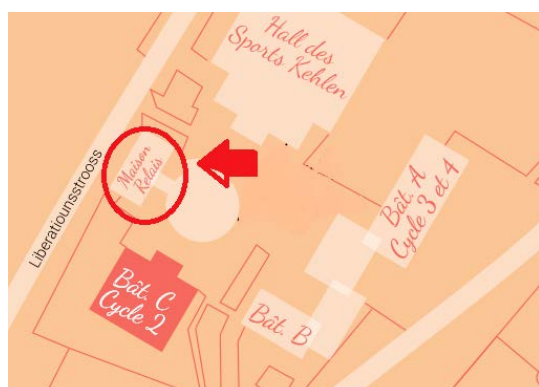 Hall des
Sports Kehlen
Maison
Relais
Liberatiounsstrooss
Bât. A
Cycle 3 et 4
Bât. C
Cycle 2
Bât. B